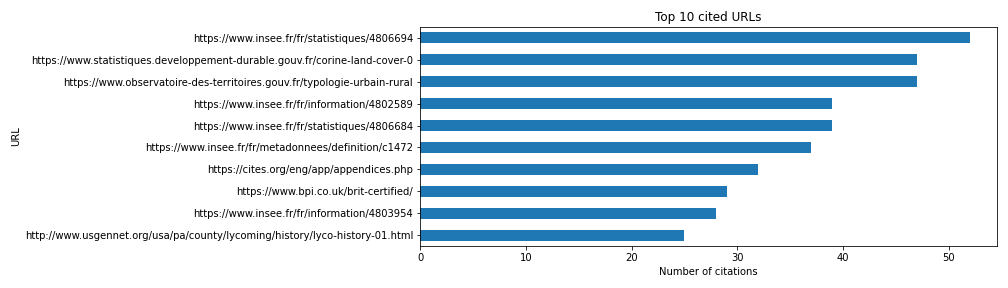 Top 10 cited URLs
URL
https://www.insee.fr/fr/statistiques/4806694
https://www.statistiques.developpement-durable.gouv.fr/corine-land-cover-0
https://www.observatoire-des-territoires.gouv.fr/typologie-urbain-rural
https://www.insee.fr/fr/information/4802589
https://www.insee.fr/fr/statistiques/4806684
https://www.insee.fr/fr/metadonnees/definition/c1472
https://cites.org/eng/app/appendices.php
https://www.bpi.co.uk/brit-certified/
https://www.insee.fr/fr/information/4803954
http://www.usgennet.org/usa/pa/county/lycoming/history/lyco-history-01.html
0 10 20 30 40 50
Number of citations